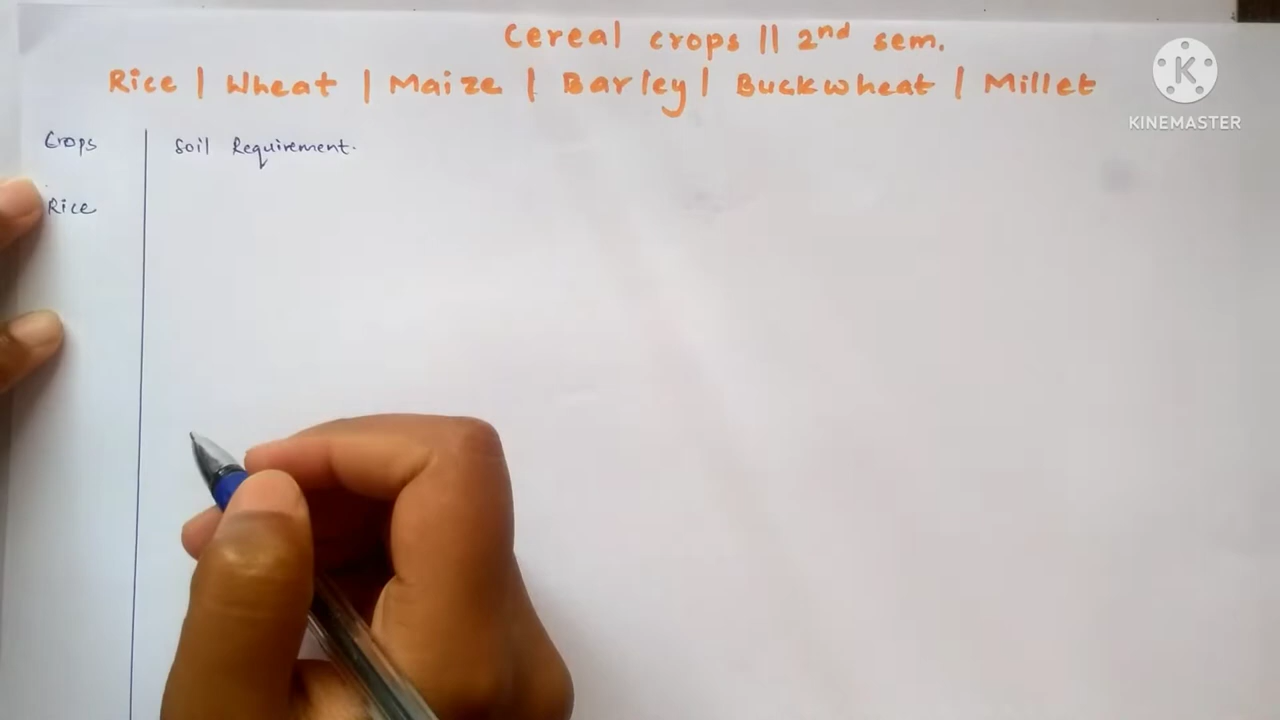 Cereal crops || 2nd sem.
Rice | Wheat | Maize | Barley | Buckwheat | Millet
KINEMASTER
Crops
Soil Requirement.
Rice